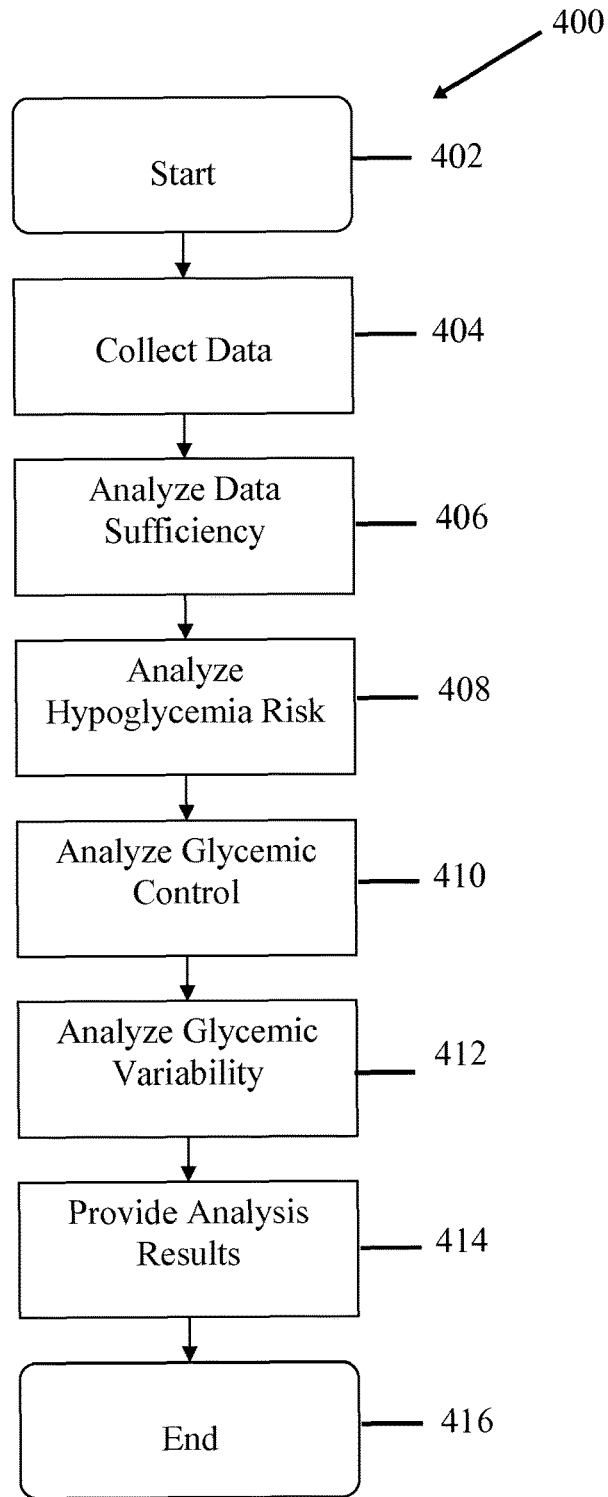 400
Start
402
Collect Data
404
Analyze Data
Sufficiency
406
Analyze
Hypoglycemia Risk
408
Analyze Glycemic
Control
410
Analyze Glycemic
Variability
412
Provide Analysis
Results
414
End
416